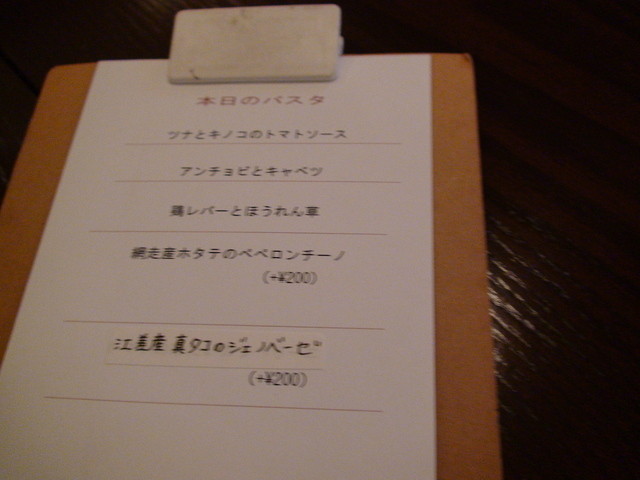 本日のパスタ
ツナとキノコのトマトソース
アンチョビとキャベツ
鶏レバーとほうれん草
網走産ホタテのペペロンチーノ
(+¥200)
江差産 真タコのジェノベーゼ
(+¥200)